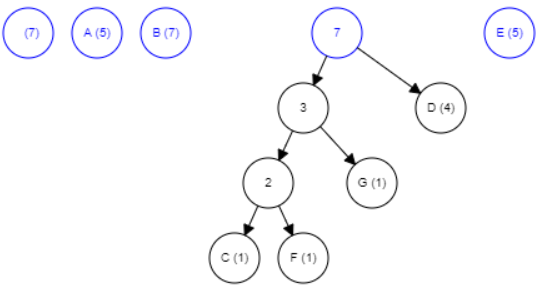 (7) A (5) B (7) 7 E (5)
3 D (4)
2 G (1)
C (1) F (1)